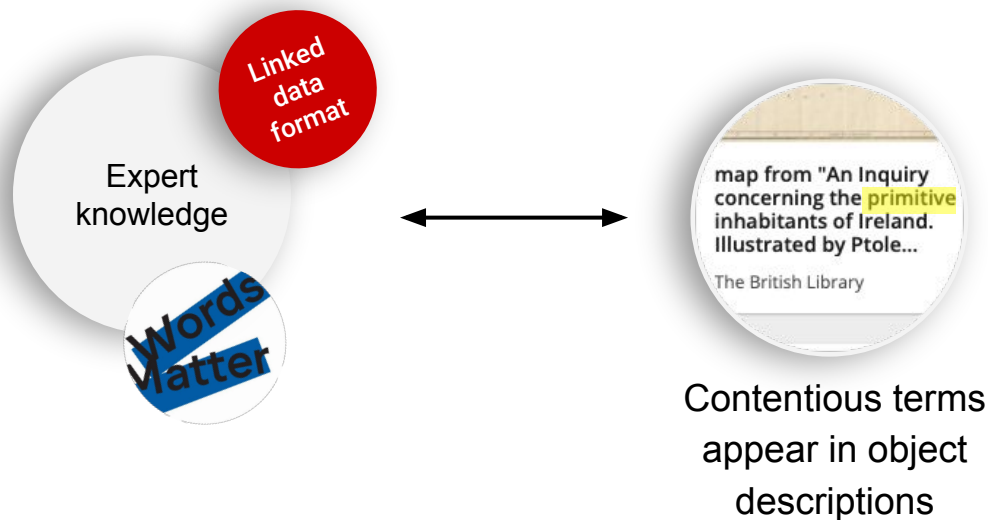 Linked
data
format
Expert
knowledge
Words
Matter
map from "An Inquiry
concerning the primitive
inhabitants of Ireland.
Illustrated by Ptole...
The British Library
Contentious terms
appear in object
descriptions